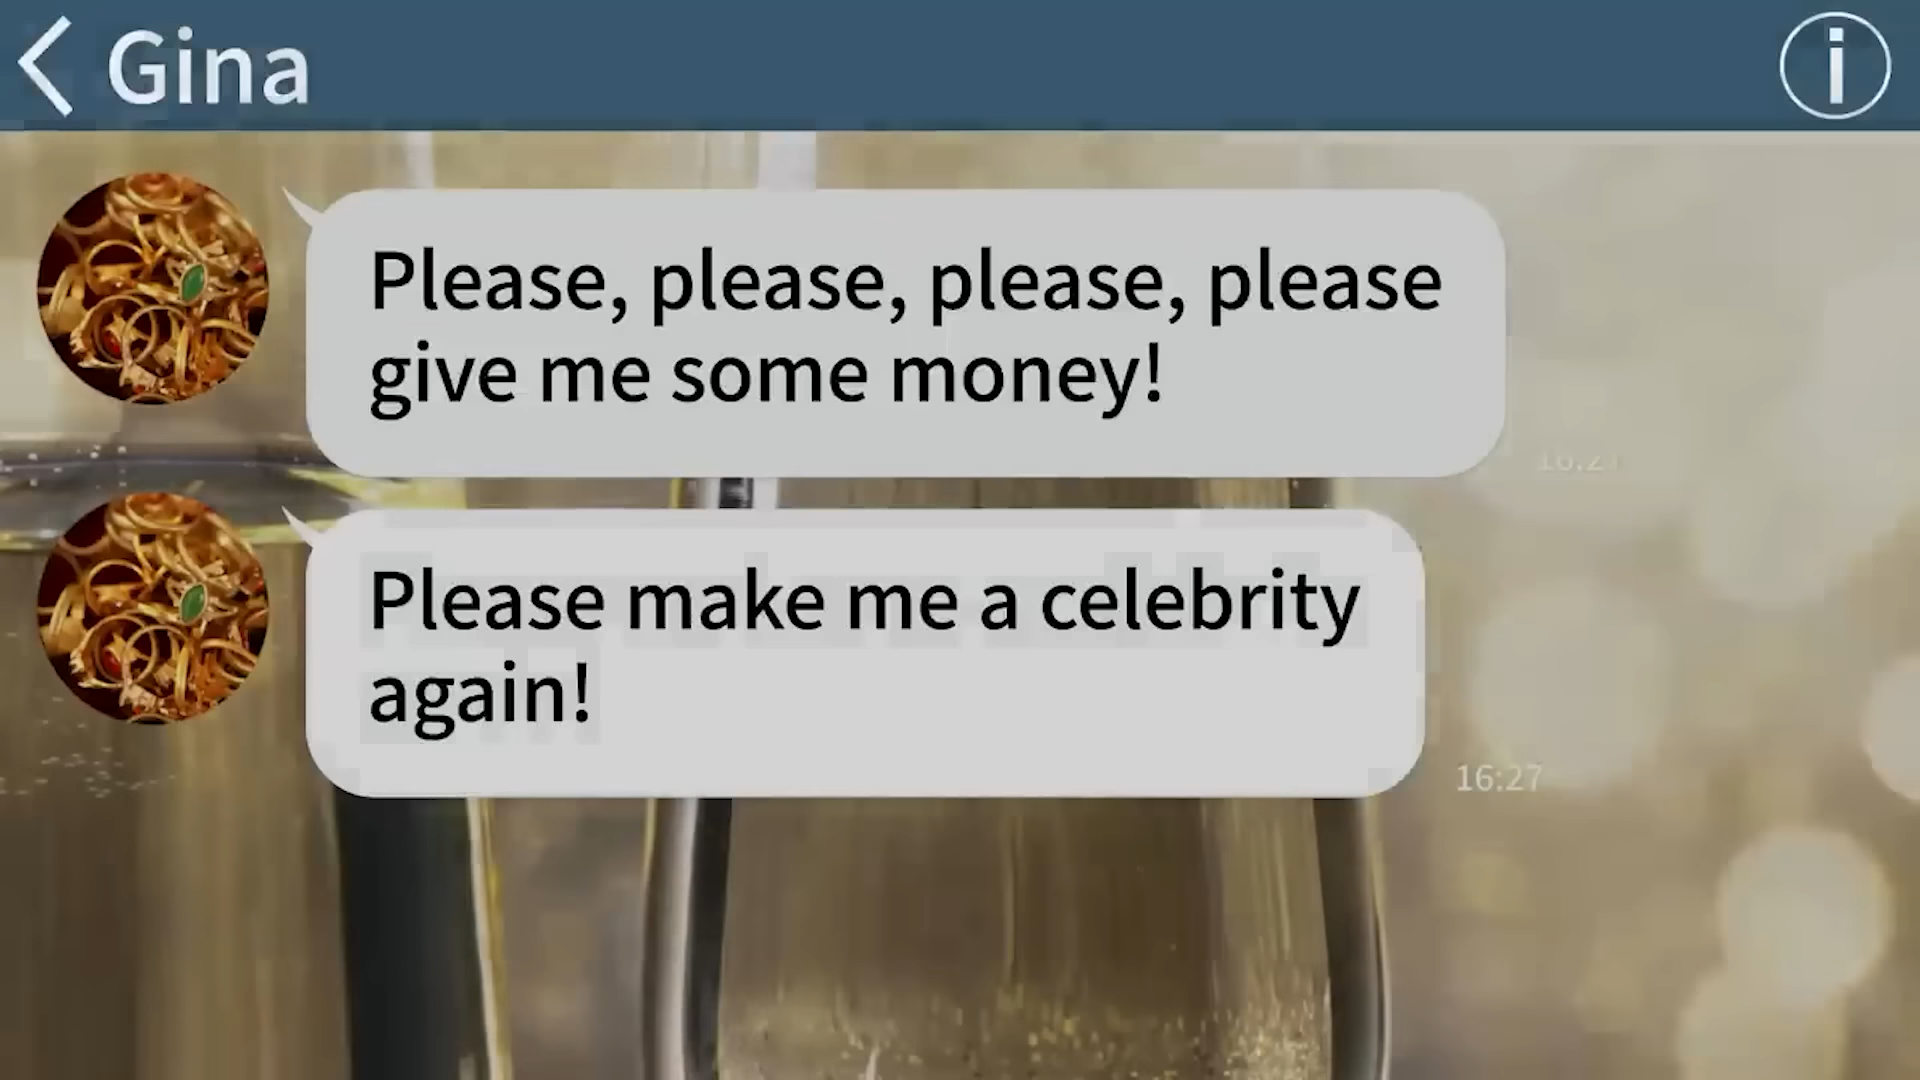 Gina
Please, please, please, please
give me some money!
Please make me a celebrity
again!
16:27